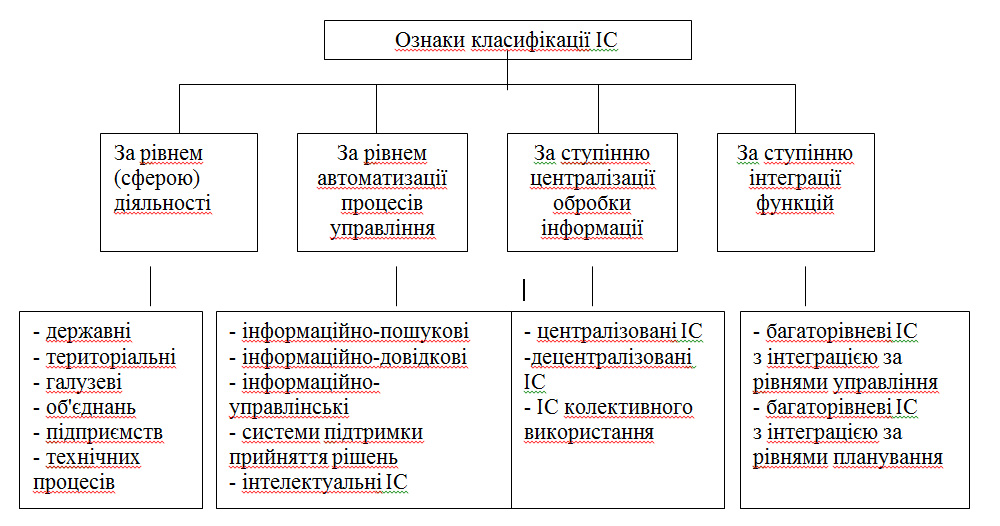 Ознаки класифікації ІС
За рівнем
(сферою)
діяльності
За рівнем
автоматизації
процесів
управління
За ступінню
централізації
обробки
інформації
За ступінню
інтеграції
функцій
- державні
- територіальні
- галузеві
- об'єднань
- підприємств
- технічних
процесів
- інформаційно-пошукові
- інформаційно-довідкові
- інформаційно-
управлінські
- системи підтримки
прийняття рішень
- інтелектуальні ІС
- централізовані ІС
-децентралізовані
ІС
- ІС колективного
використання
- багаторівневі ІС
з інтеграцією за
рівнями управління
- багаторівневі ІС
з інтеграцією за
рівнями планування